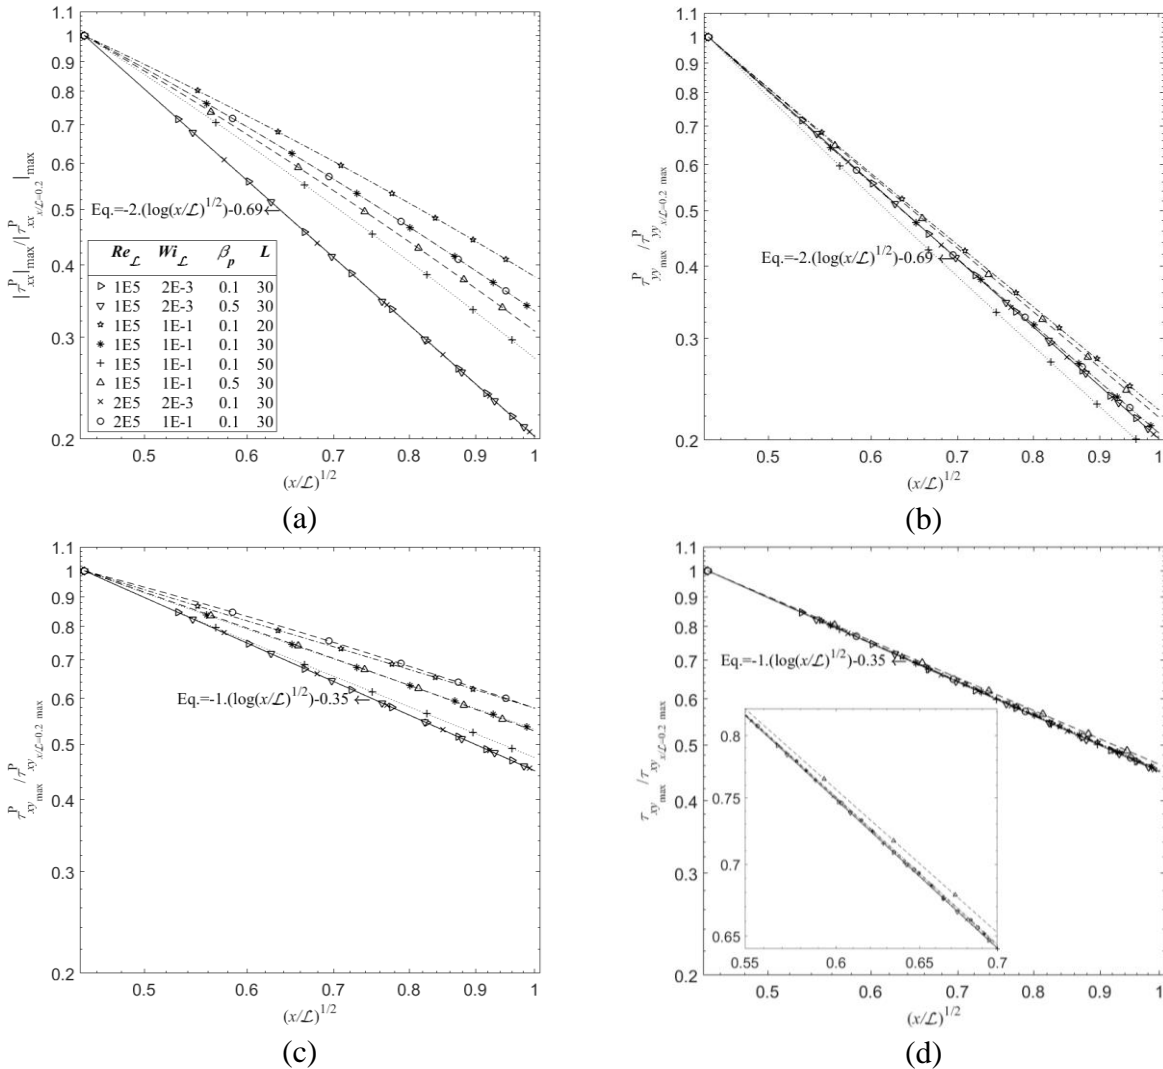 1.1
1
0.9
0.8
0.7
0.6
0.5
0.4
0.3
0.2
|τ^P_xx|_max/|τ^P_xx x/ℒ=0.2|_max
Eq.=-2.(log(x/ℒ)^1/2)-0.69
Re_ℒ Wi_ℒ β_p L
1E5 2E-3 0.1 30
1E5 2E-3 0.5 30
1E5 1E-1 0.1 20
1E5 1E-1 0.1 30
1E5 1E-1 0.1 50
1E5 1E-1 0.5 30
2E5 2E-3 0.1 30
2E5 1E-1 0.1 30
0.5 0.6 0.7 0.8 0.9 1
(x/ℒ)^1/2
(a)
1.1
1
0.9
0.8
0.7
0.6
0.5
0.4
0.3
0.2
τ^P_yy max /τ^P_yy x/ℒ=0.2 max
Eq.=-2.(log(x/ℒ)^1/2)-0.69
0.5 0.6 0.7 0.8 0.9 1
(x/ℒ)^1/2
(b)
1.1
1
0.9
0.8
0.7
0.6
0.5
0.4
0.3
0.2
τ^P_xy max /τ^P_xy x/ℒ=0.2 max
Eq.=-1.(log(x/ℒ)^1/2)-0.35
0.5 0.6 0.7 0.8 0.9 1
(x/ℒ)^1/2
(c)
1.1
1
0.9
0.8
0.7
0.6
0.5
0.4
0.3
0.2
τ_xy max /τ_xy x/ℒ=0.2 max
Eq.=-1.(log(x/ℒ)^1/2)-0.35
0.8
0.75
0.7
0.65
0.55 0.6 0.65 0.7
0.5 0.6 0.7 0.8 0.9 1
(x/ℒ)^1/2
(d)